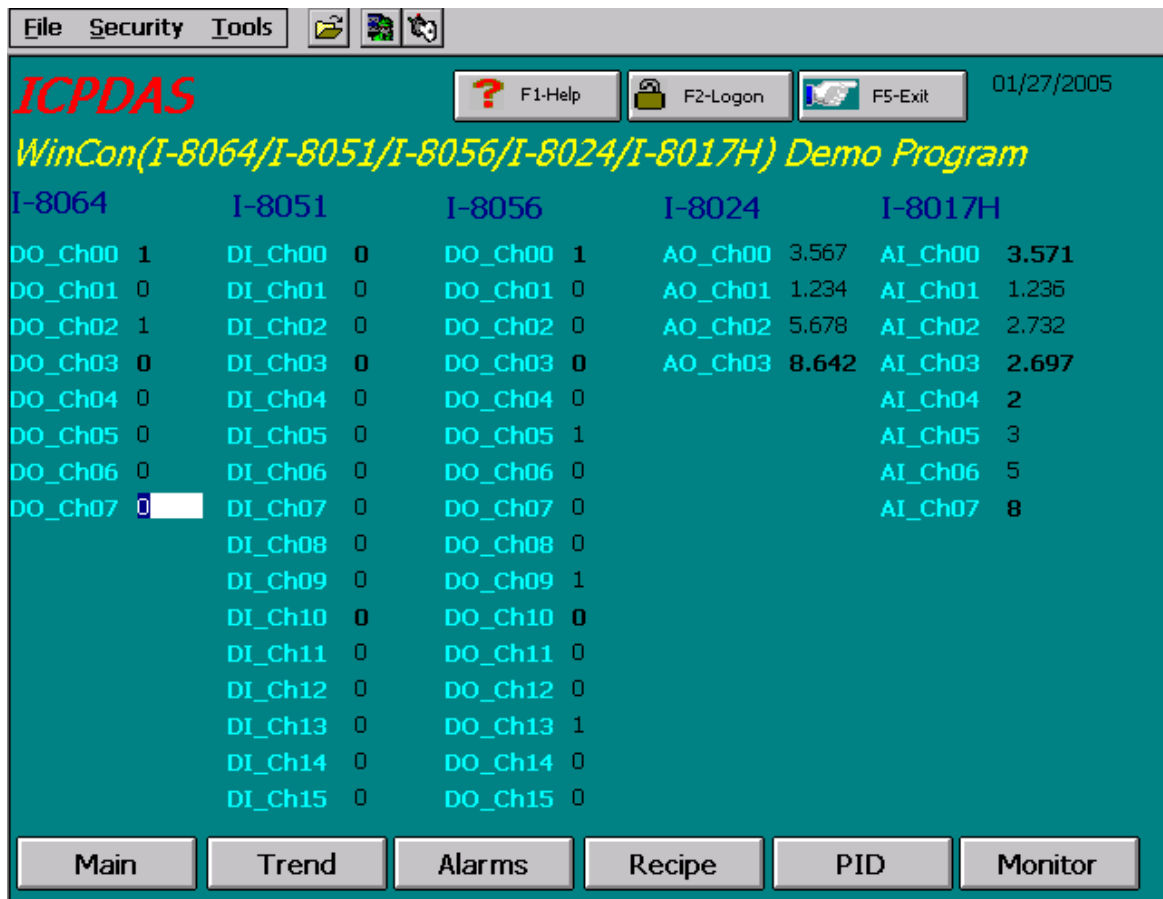 File Security Tools
ICPDAS ? F1-Help F2-Logon F5-Exit 01/27/2005
WinCon(I-8064/I-8051/I-8056/I-8024/I-8017H) Demo Program
I-8064 I-8051 I-8056 I-8024 I-8017H
DO_Ch00 1 DI_Ch00 0 DO_Ch00 1 AO_Ch00 3.567 AI_Ch00 3.571
DO_Ch01 0 DI_Ch01 0 DO_Ch01 0 AO_Ch01 1.234 AI_Ch01 1.236
DO_Ch02 1 DI_Ch02 0 DO_Ch02 0 AO_Ch02 5.678 AI_Ch02 2.732
DO_Ch03 0 DI_Ch03 0 DO_Ch03 0 AO_Ch03 8.642 AI_Ch03 2.697
DO_Ch04 0 DI_Ch04 0 DO_Ch04 0 AI_Ch04 2
DO_Ch05 0 DI_Ch05 0 DO_Ch05 1 AI_Ch05 3
DO_Ch06 0 DI_Ch06 0 DO_Ch06 0 AI_Ch06 5
DO_Ch07 0 DI_Ch07 0 DO_Ch07 0 AI_Ch07 8
DI_Ch08 0 DO_Ch08 0
DI_Ch09 0 DO_Ch09 1
DI_Ch10 0 DO_Ch10 0
DI_Ch11 0 DO_Ch11 0
DI_Ch12 0 DO_Ch12 0
DI_Ch13 0 DO_Ch13 1
DI_Ch14 0 DO_Ch14 0
DI_Ch15 0 DO_Ch15 0
Main Trend Alarms Recipe PID Monitor